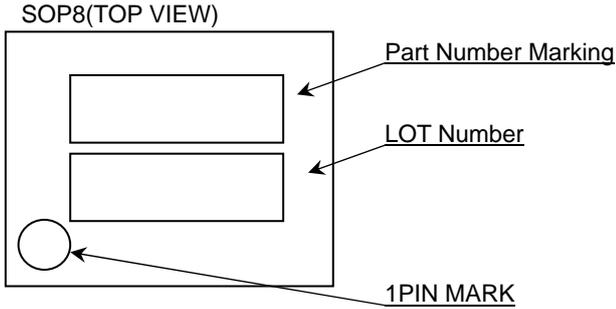 SOP8(TOP VIEW)
Part Number Marking
LOT Number
1PIN MARK